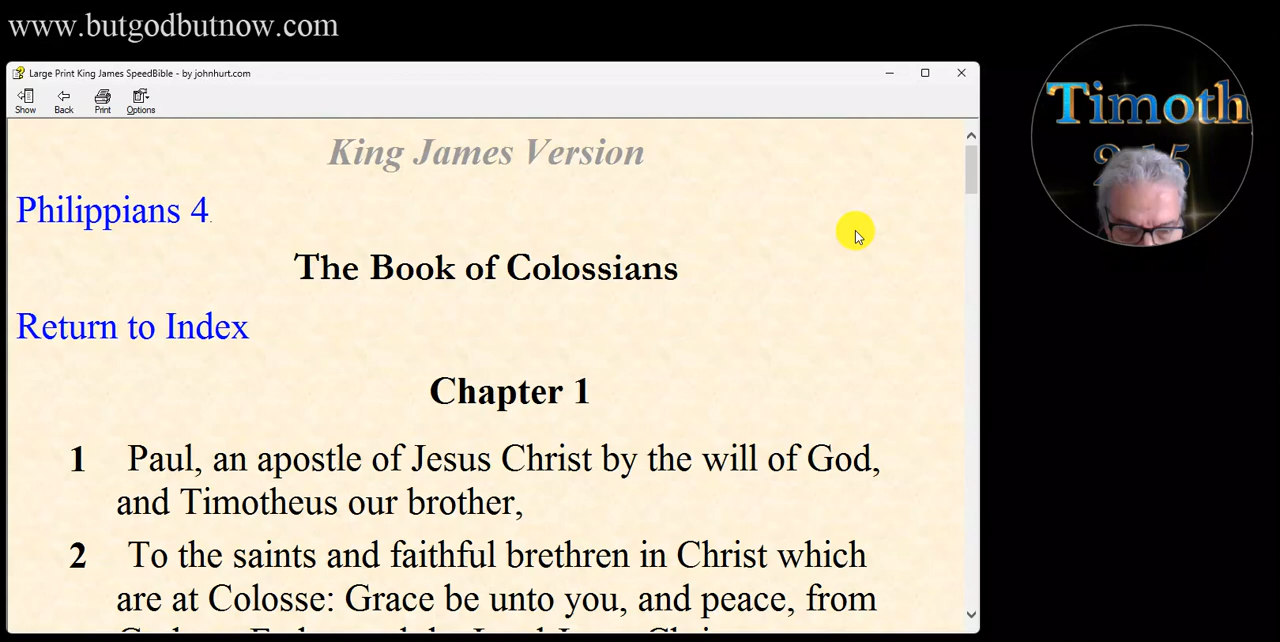 www.butgodbutnow.com
Large Print King James SpeedBible - by johnhurt.com
Show Back Print Options
King James Version
Philippians 4
The Book of Colossians
Return to Index
Chapter 1
1 Paul, an apostle of Jesus Christ by the will of God,
and Timotheus our brother,
2 To the saints and faithful brethren in Christ which
are at Colosse: Grace be unto you, and peace, from
Timoth